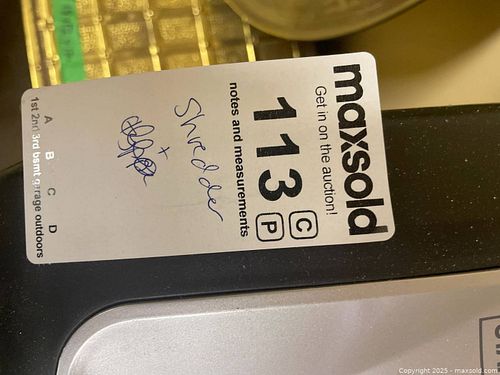 maxsold
Get in on the auction!
113
C
P
notes and measurements
Shredder
+
A B C D
1st 2nd 3rd bsmt garage outdoors
Copyright 2025 - maxsold.com